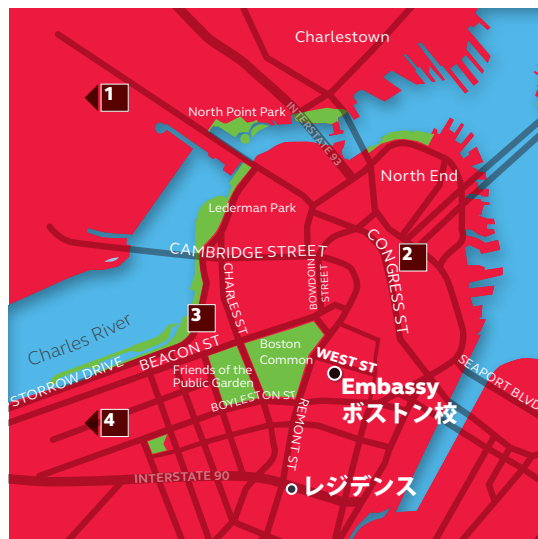 Charlestown
1
North Point Park
INTERSTATE 93
North End
Lederman Park
CAMBRIDGE STREET
2
CONGRESS ST
BOWDOIN
STREET
CHARLES ST
3
Charles River
Boston
Common
BEACON ST
WEST ST
STORROW DRIVE
Friends of the
Public Garden
SEAPORT BLVD
Embassy
ボストン校
BOYLESTON ST
4
REMONT ST
INTERSTATE 90
レジデンス